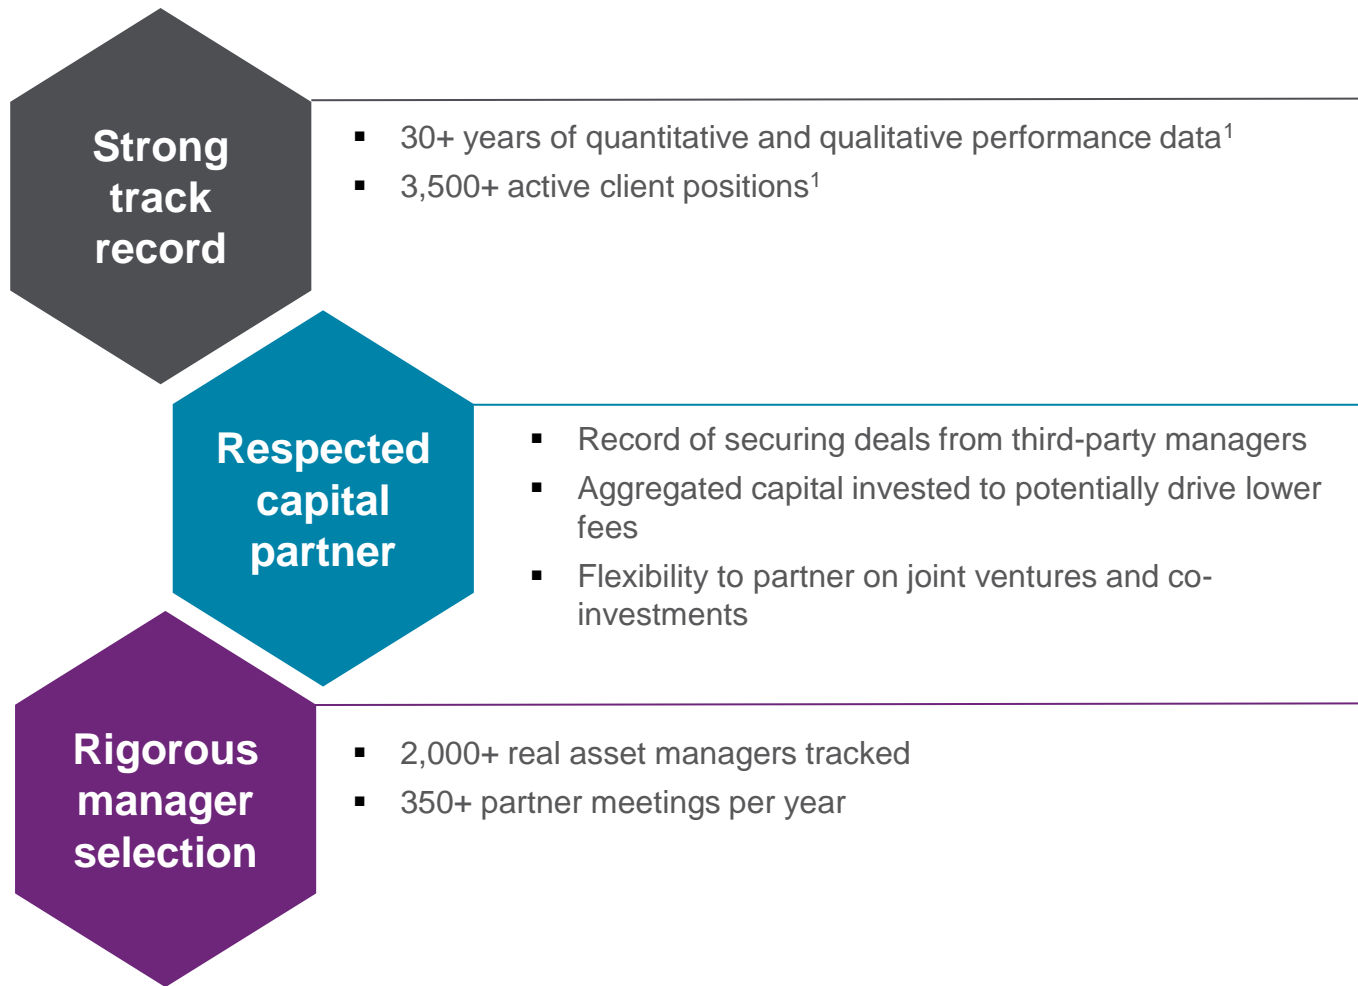 Strong
track
record
▪ 30+ years of quantitative and qualitative performance data¹
▪ 3,500+ active client positions¹
Respected
capital
partner
▪ Record of securing deals from third-party managers
▪ Aggregated capital invested to potentially drive lower
fees
▪ Flexibility to partner on joint ventures and co-
investments
Rigorous
manager
selection
▪ 2,000+ real asset managers tracked
▪ 350+ partner meetings per year